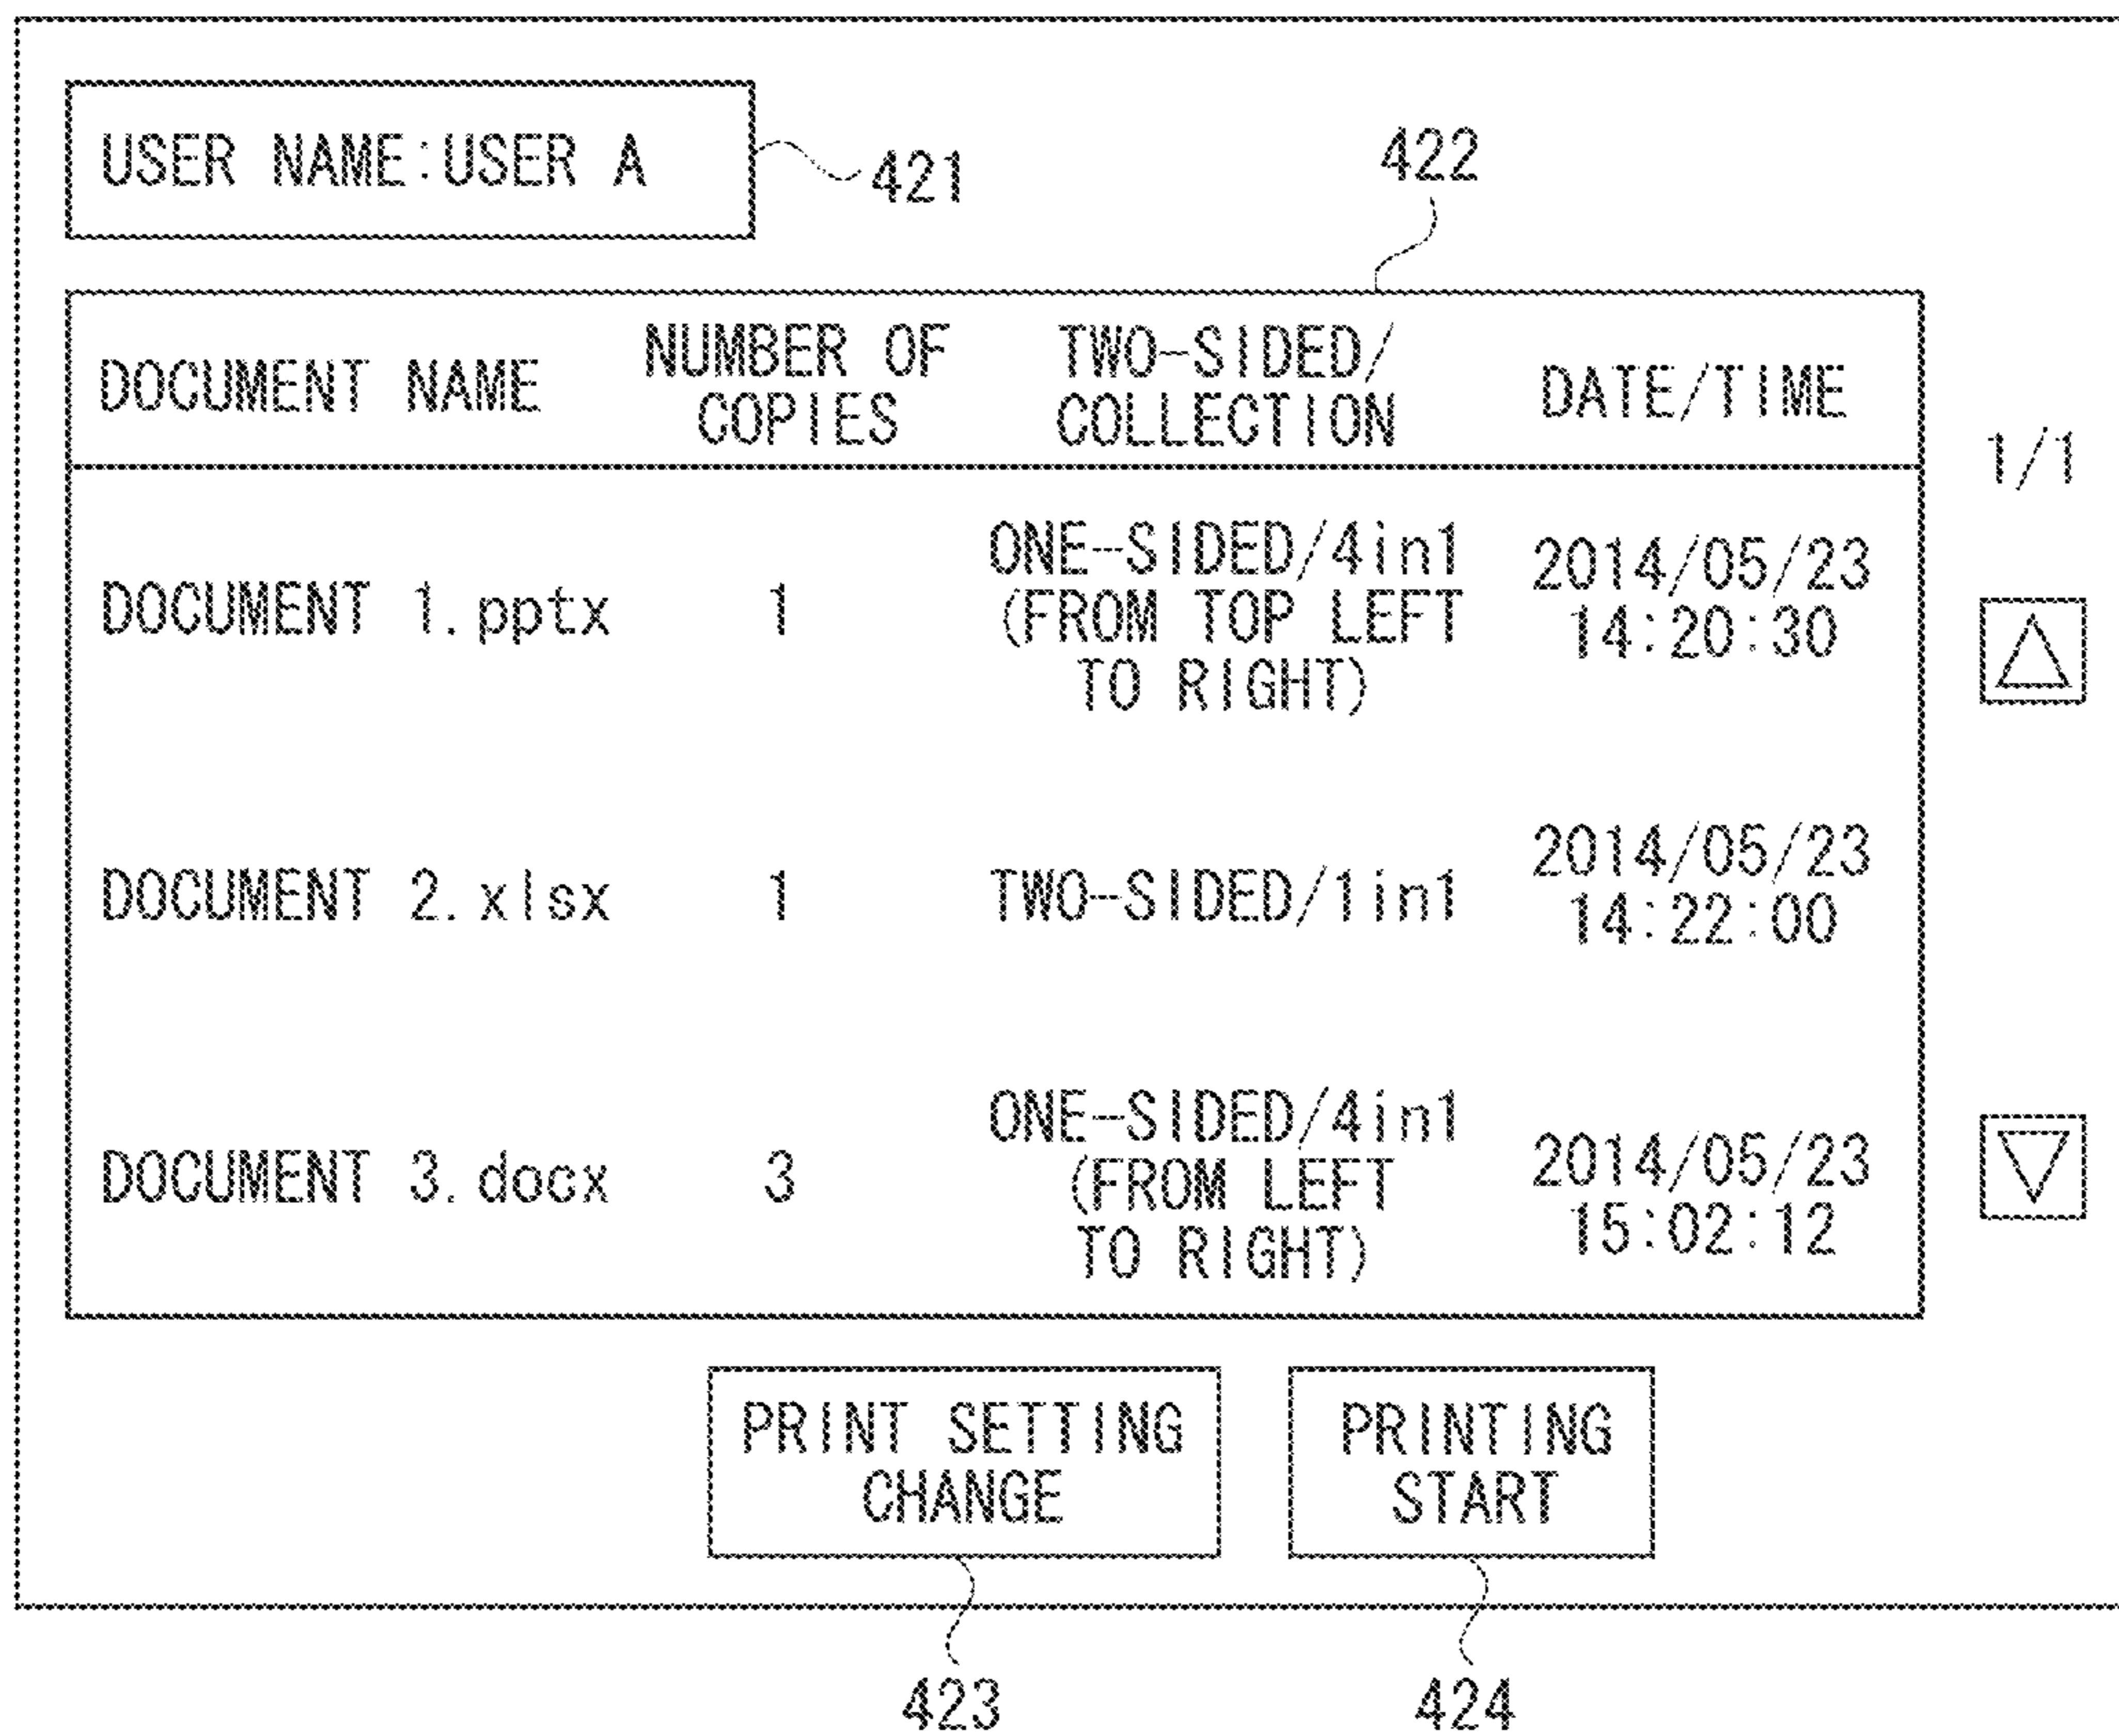 USER NAME:USER A
421
422
DOCUMENT NAME
NUMBER OF
COPIES
TWO-SIDED/
COLLECTION
DATE/TIME
1/1
DOCUMENT 1.pptx
1
ONE-SIDED/4in1
(FROM TOP LEFT
TO RIGHT)
2014/05/23
14:20:30
DOCUMENT 2.xlsx
1
TWO-SIDED/1in1
2014/05/23
14:22:00
DOCUMENT 3.docx
3
ONE-SIDED/4in1
(FROM LEFT
TO RIGHT)
2014/05/23
15:02:12
PRINT SETTING
CHANGE
PRINTING
START
423
424